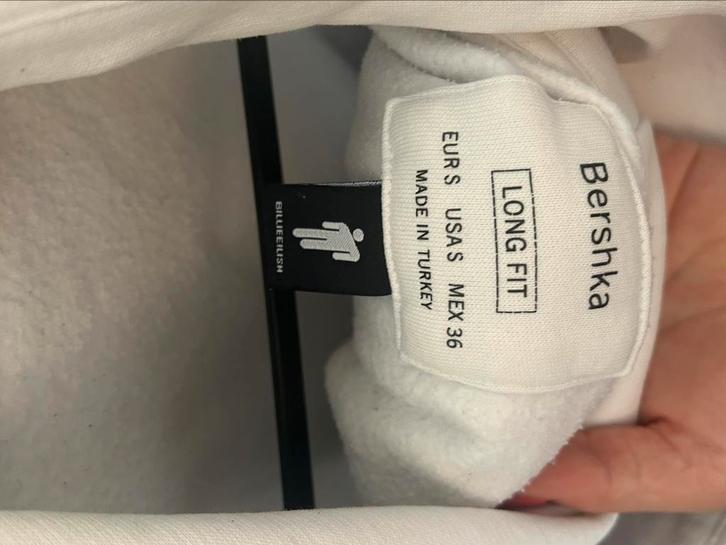 Bershka
LONG FIT
EUR S USA S MEX 36
MADE IN TURKEY
BILLIEEILISH